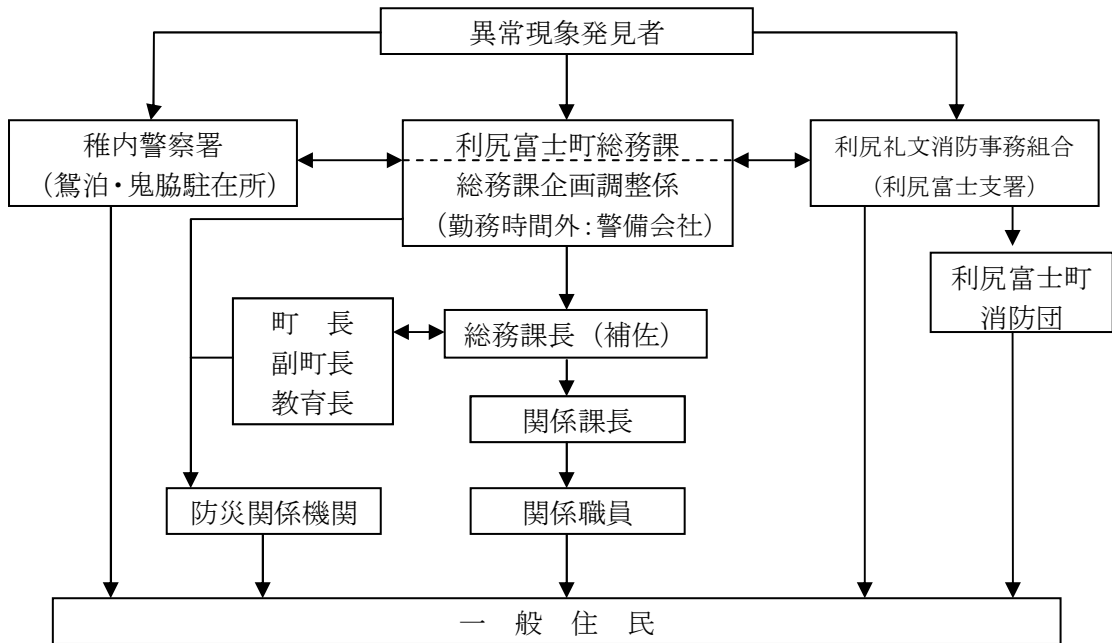 異常現象発見者
稚内警察署
（鴛泊・鬼脇駐在所）
利尻富士町総務課
総務課企画調整係
（勤務時間外：警備会社）
利尻礼文消防事務組合
（利尻富士支署）
利尻富士町
消防団
町　長
副町長
教育長
総務課長（補佐）
関係課長
防災関係機関
関係職員
一　般　住　民